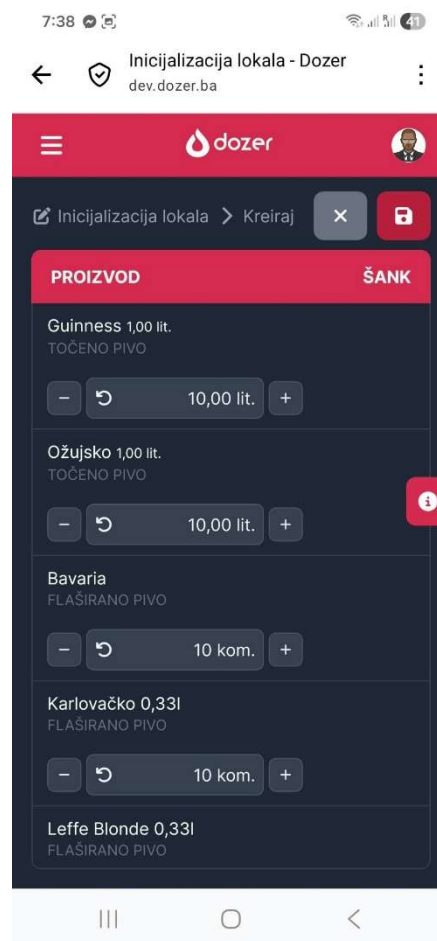 7:38
41
Inicijalizacija lokala - Dozer
dev.dozer.ba
dozer
Inicijalizacija lokala > Kreiraj
PROIZVOD ŠANK
Guinness 1,00 lit.
TOČENO PIVO
− 10,00 lit. +
Ožujsko 1,00 lit.
TOČENO PIVO
− 10,00 lit. +
Bavaria
FLAŠIRANO PIVO
− 10 kom. +
Karlovačko 0,33l
FLAŠIRANO PIVO
− 10 kom. +
Leffe Blonde 0,33l
FLAŠIRANO PIVO